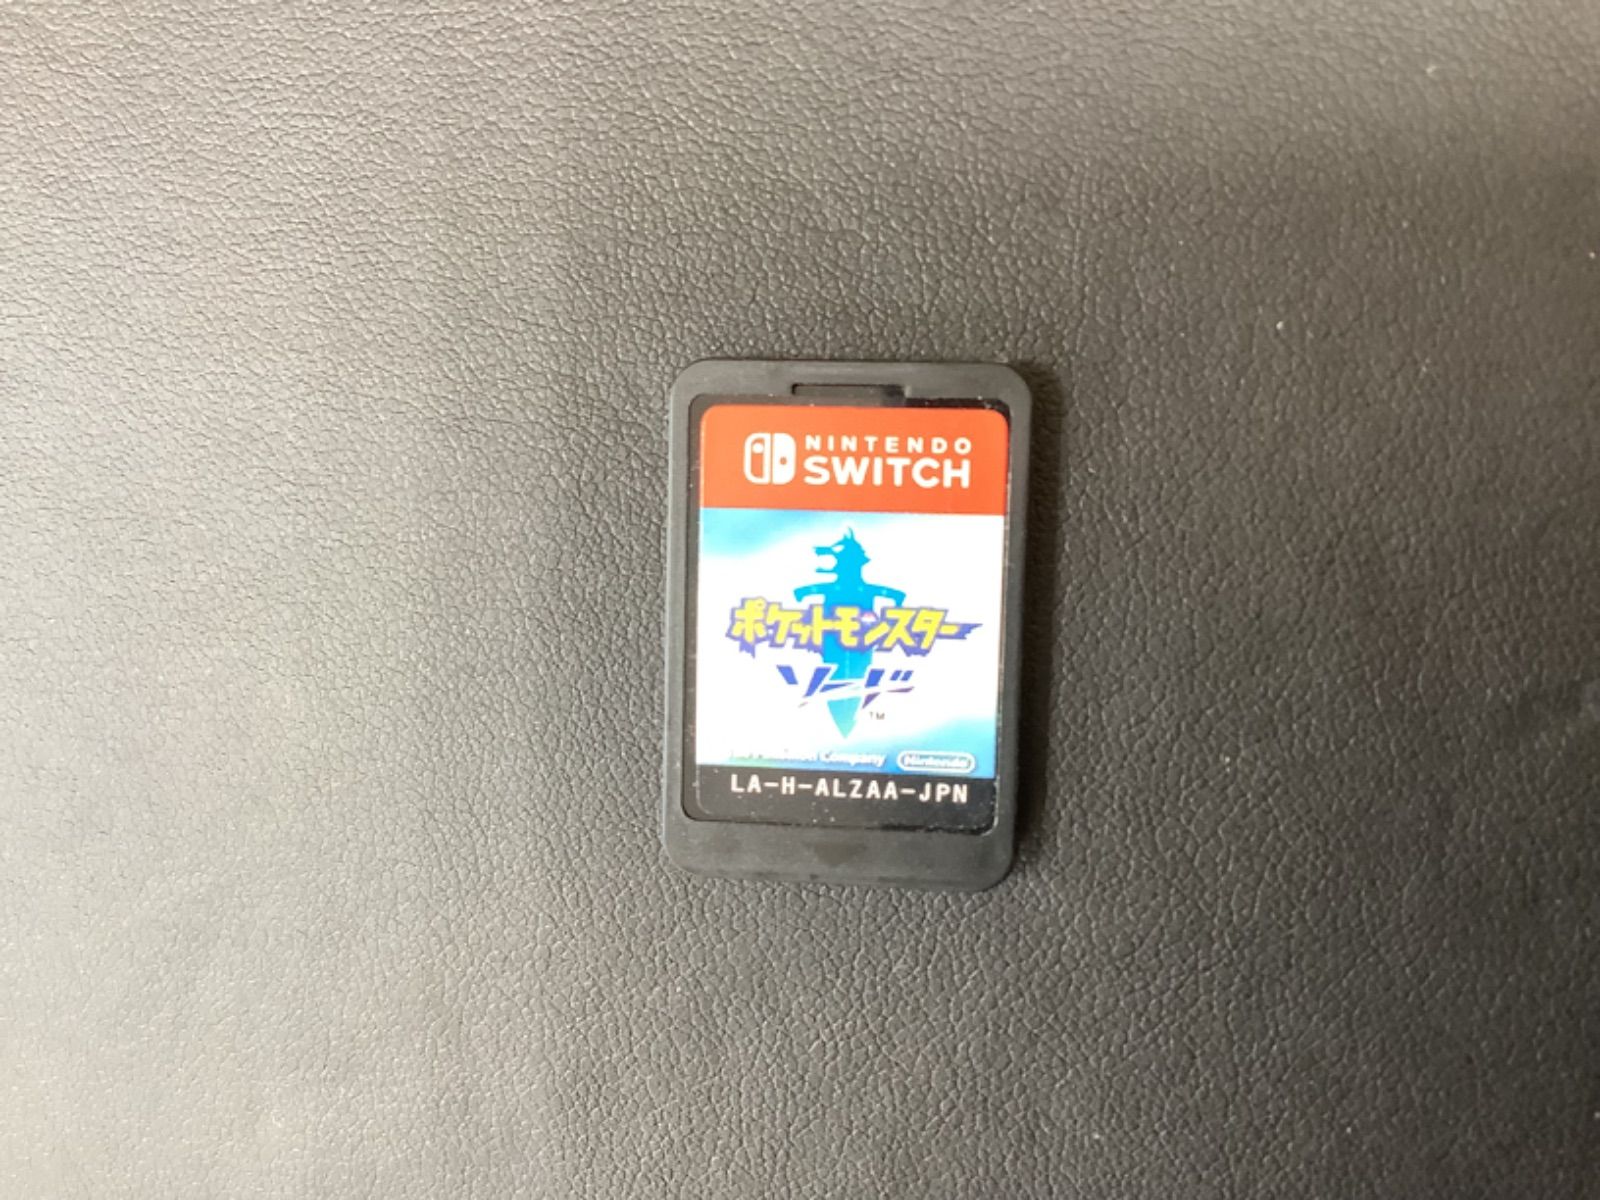 NINTENDO
SWITCH
ポケットモンスター
ソード
TM
Company Nintendo
LA-H-ALZAA-JPN